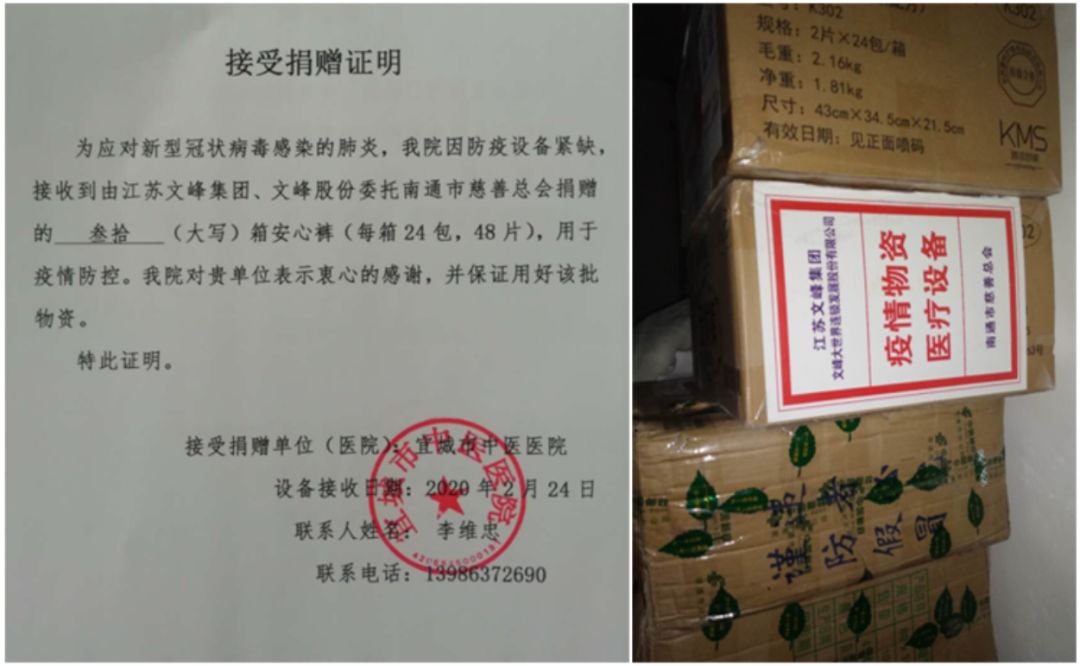 接受捐赠证明
为应对新型冠状病毒感染的肺炎，我院因防疫设备紧缺，
接收到由江苏文峰集团、文峰股份委托南通市慈善总会捐赠
的 叁拾 （大写）箱安心裤（每箱24包，48片），用于
疫情防控。我院对贵单位表示衷心的感谢，并保证用好该批
物资。
特此证明。
接受捐赠单位（医院）：宜城市中医医院
设备接收日期：2020年2月24日
联系人姓名：李维忠
联系电话：13986372690
宜城市中医医院
K302
规格：2片×24包/箱
毛重：2.16kg
净重：1.81kg
尺寸：43cm×34.5cm×21.5cm
有效日期：见正面喷码
KMS
江苏文峰集团
文峰大世界连锁发展股份有限公司
疫情物资
医疗设备
南通市慈善总会
谨
防
假冒